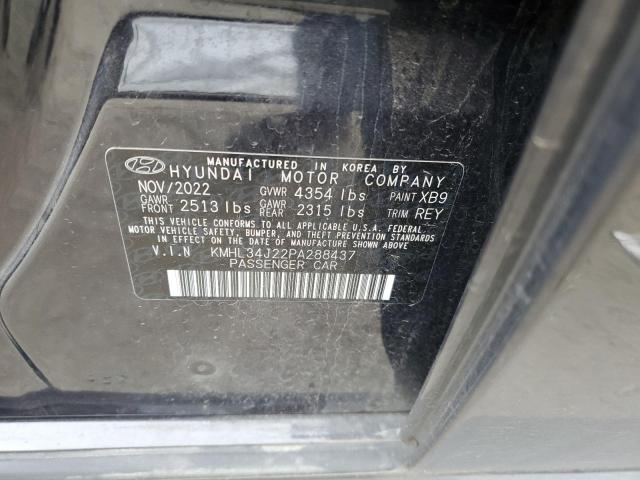 MANUFACTURED IN KOREA BY
HYUNDAI MOTOR COMPANY
NOV/2022 GVWR 4354 lbs PAINT XB9
GAWR FRONT 2513 lbs GAWR REAR 2315 lbs TRIM REY
THIS VEHICLE CONFORMS TO ALL APPLICABLE U.S.A. FEDERAL
MOTOR VEHICLE SAFETY, BUMPER, AND THEFT PREVENTION STANDARDS
IN EFFECT ON THE DATE OF MANUFACTURE SHOWN ABOVE.
V.I.N KMHL34J22PA288437
PASSENGER CAR